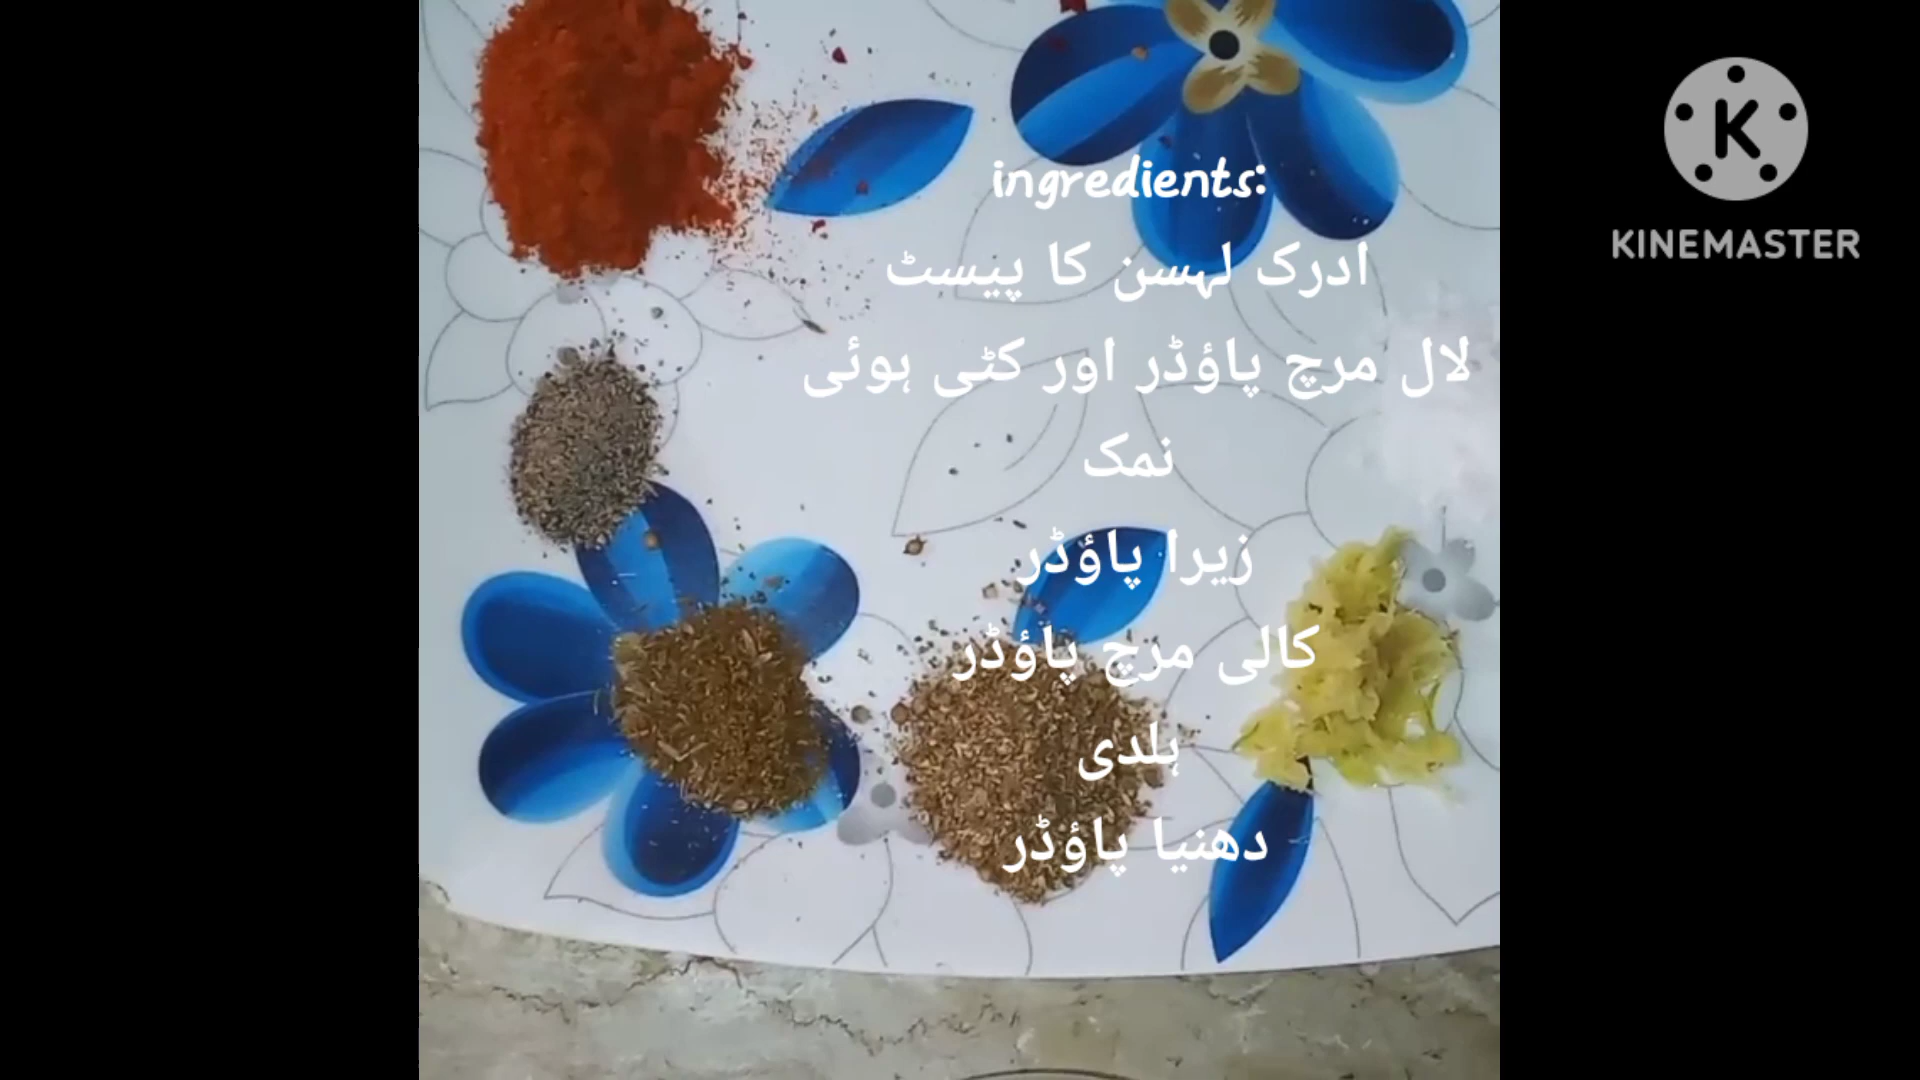 ingredients:
ادرک لہسن کا پیسٹ
لال مرچ پاؤڈر اور کٹی ہوئی
نمک
زیرا پاؤڈر
کالی مرچ پاؤڈر
ہلدی
دھنیا پاؤڈر
K
KINEMASTER